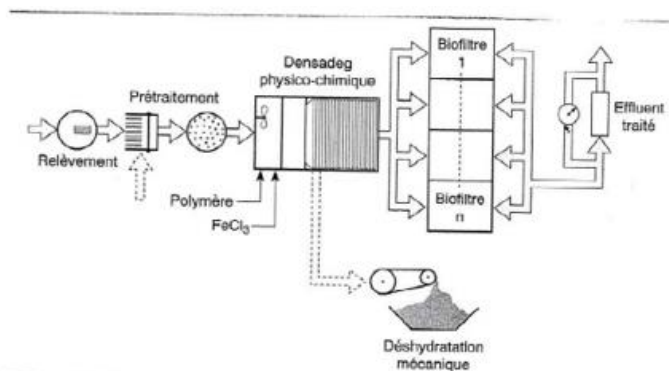 Relèvement
Prétraitement
Densadeg
physico-chimique
Polymère
FeCl3
Biofiltre
1
Biofiltre
n
Effluent
traité
Déshydratation
mécanique